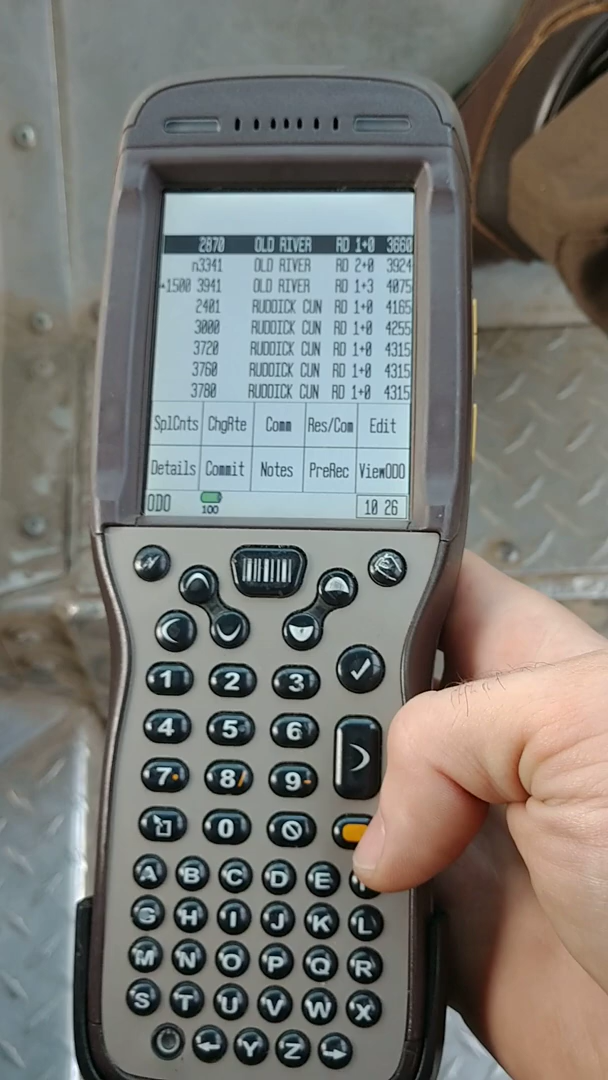 2870 OLD RIVER RD 1+0 3660
n3341 OLD RIVER RD 2+0 3924
1500 3941 OLD RIVER RD 1+3 4075
2401 RUDDICK CUN RD 1+0 4165
3000 RUDDICK CUN RD 1+0 4255
3720 RUDDICK CUN RD 1+0 4315
3760 RUDDICK CUN RD 1+0 4315
3780 RUDDICK CUN RD 1+0 4315
SplCnts ChgRte Comm Res/Com Edit
Details Commit Notes PreRec ViewODO
ODO 100 10 26
1 2 3
4 5 6
7. 8/ 9-
0
A B C D E
G H I J K L
M N O P Q R
S T U V W X
Y Z